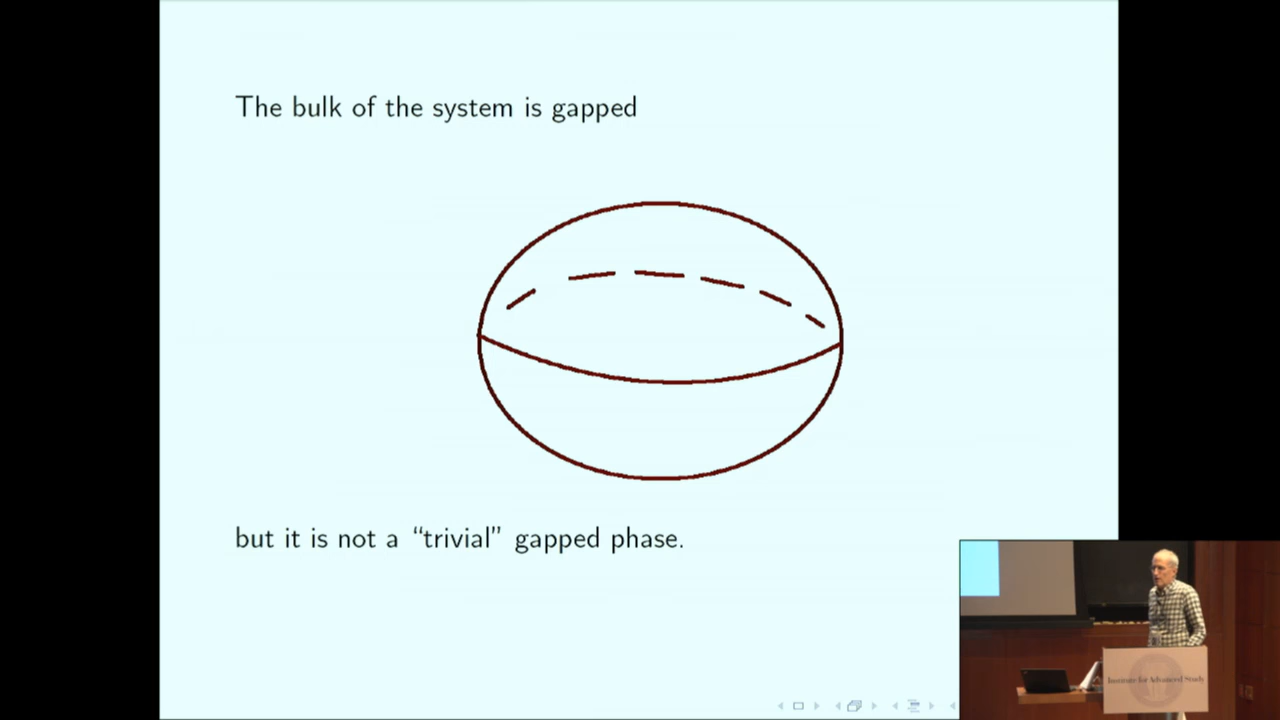 The bulk of the system is gapped
but it is not a “trivial” gapped phase.
Institute for Advanced Study